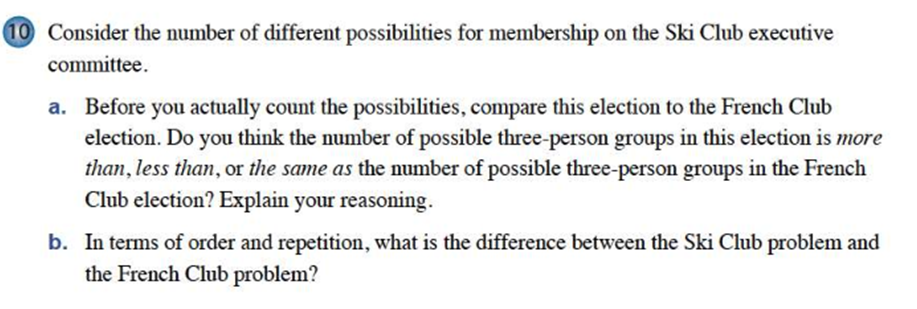 10 Consider the number of different possibilities for membership on the Ski Club executive
committee.
a. Before you actually count the possibilities, compare this election to the French Club
election. Do you think the number of possible three-person groups in this election is more
than, less than, or the same as the number of possible three-person groups in the French
Club election? Explain your reasoning.
b. In terms of order and repetition, what is the difference between the Ski Club problem and
the French Club problem?